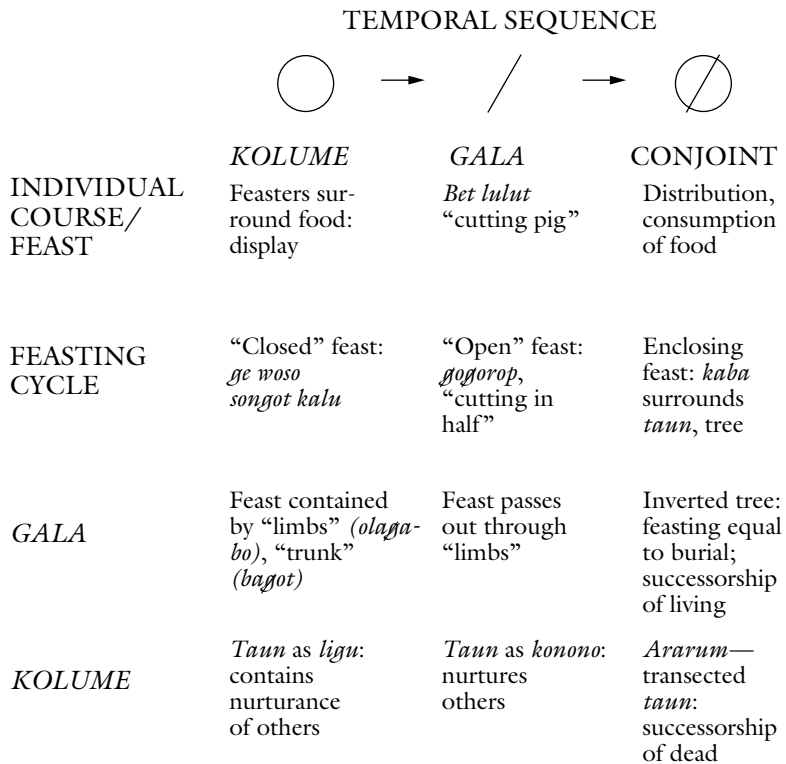 TEMPORAL SEQUENCE
KOLUME GALA CONJOINT
INDIVIDUAL
COURSE/
FEAST
Feasters sur-
round food:
display
Bet lulut
“cutting pig”
Distribution,
consumption
of food
FEASTING
CYCLE
“Closed” feast:
ge woso
songot kalu
“Open” feast:
gogorop,
“cutting in
half”
Enclosing
feast: kaba
surrounds
taun, tree
GALA
Feast contained
by “limbs” (olaga-
bo), “trunk”
(bagot)
Feast passes
out through
“limbs”
Inverted tree:
feasting equal
to burial;
successorship
of living
KOLUME
Taun as ligu:
contains
nurturance
of others
Taun as konono:
nurtures
others
Ararum—
transected
taun:
successorship
of dead